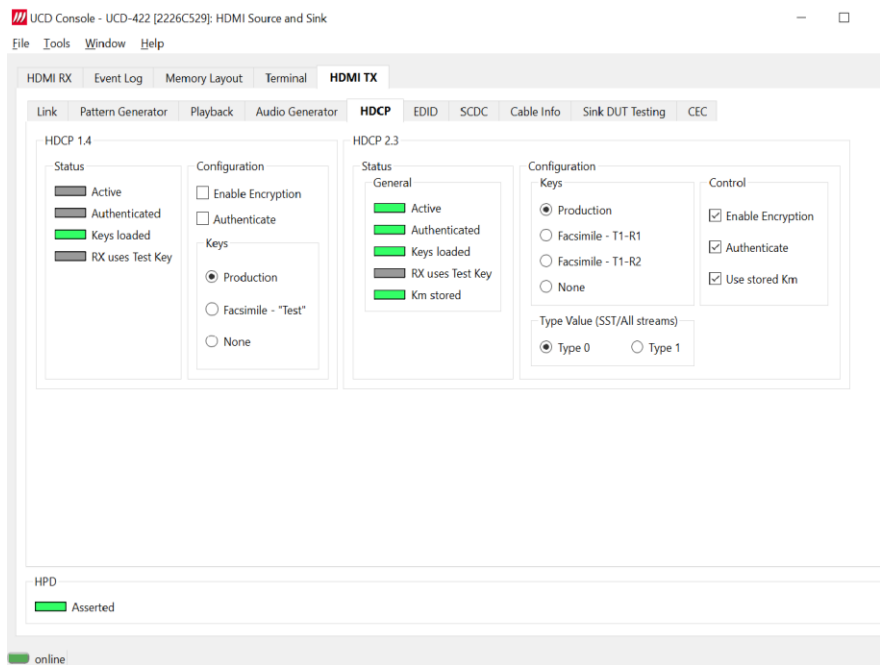 UCD Console - UCD-422 [2226C529]: HDMI Source and Sink
File Tools Window Help
HDMI RX Event Log Memory Layout Terminal HDMI TX
Link Pattern Generator Playback Audio Generator HDCP EDID SCDC Cable Info Sink DUT Testing CEC
HDCP 1.4
Status
Active
Authenticated
Keys loaded
RX uses Test Key
Configuration
Enable Encryption
Authenticate
Keys
Production
Facsimile - "Test"
None
HDCP 2.3
Status
General
Active
Authenticated
Keys loaded
RX uses Test Key
Km stored
Configuration
Keys
Production
Facsimile - T1-R1
Facsimile - T1-R2
None
Type Value (SST/All streams)
Type 0 Type 1
Control
Enable Encryption
Authenticate
Use stored Km
HPD
Asserted
online